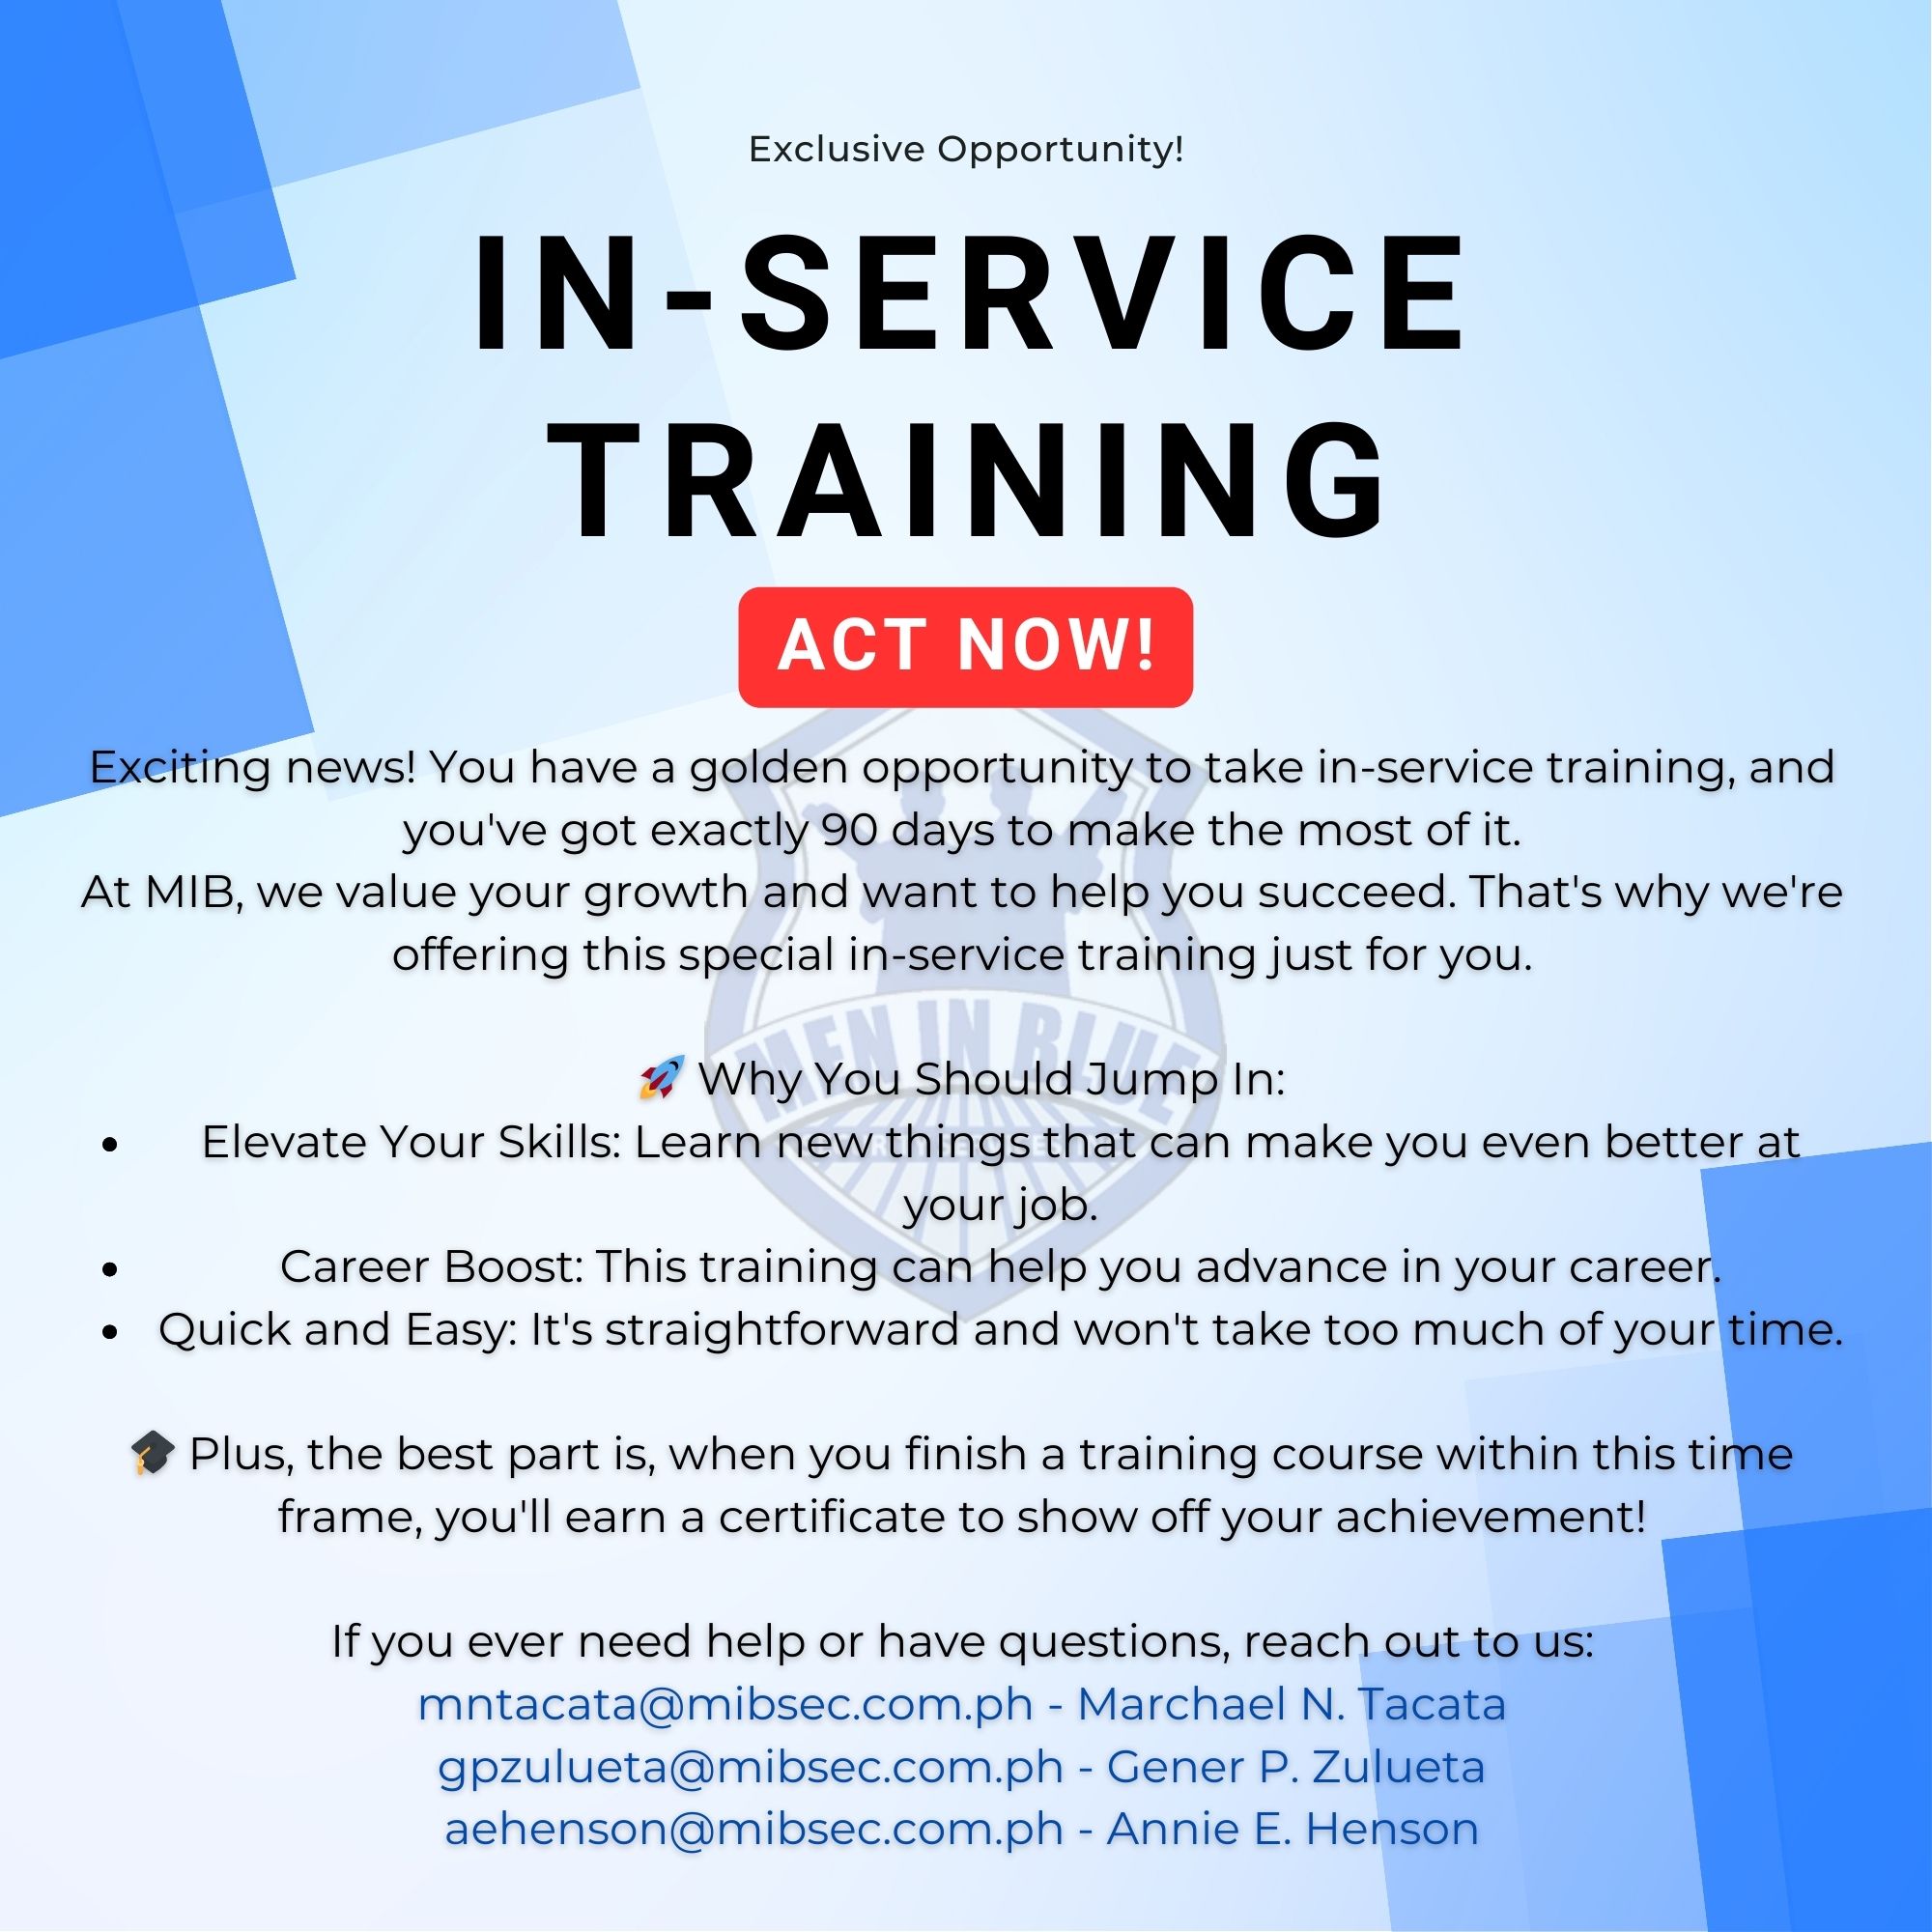 Exclusive Opportunity!
IN-SERVICE
TRAINING
ACT NOW!
Exciting news! You have a golden opportunity to take in-service training, and
you've got exactly 90 days to make the most of it.
At MIB, we value your growth and want to help you succeed. That's why we're
offering this special in-service training just for you.
MEN IN BLUE
🚀 Why You Should Jump In:
• Elevate Your Skills: Learn new things that can make you even better at
your job.
• Career Boost: This training can help you advance in your career.
• Quick and Easy: It's straightforward and won't take too much of your time.
🎓 Plus, the best part is, when you finish a training course within this time
frame, you'll earn a certificate to show off your achievement!
If you ever need help or have questions, reach out to us:
mntacata@mibsec.com.ph - Marchael N. Tacata
gpzulueta@mibsec.com.ph - Gener P. Zulueta
aehenson@mibsec.com.ph - Annie E. Henson